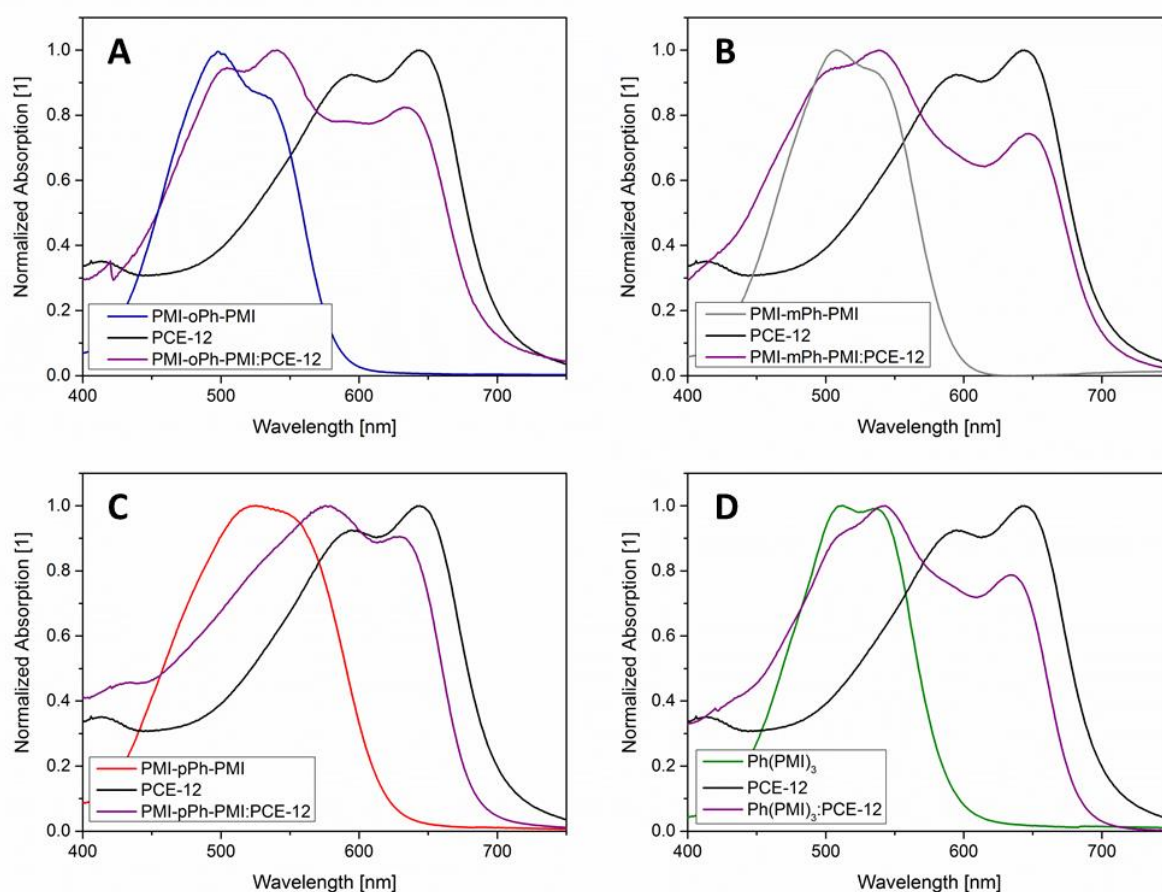 A
Normalized Absorption [1]
1.0
0.8
0.6
0.4
0.2
0.0
PMI-oPh-PMI
PCE-12
PMI-oPh-PMI:PCE-12
400 500 600 700
Wavelength [nm]
B
Normalized Absorption [1]
1.0
0.8
0.6
0.4
0.2
0.0
PMI-mPh-PMI
PCE-12
PMI-mPh-PMI:PCE-12
400 500 600 700
Wavelength [nm]
C
Normalized Absorption [1]
1.0
0.8
0.6
0.4
0.2
0.0
PMI-pPh-PMI
PCE-12
PMI-pPh-PMI:PCE-12
400 500 600 700
Wavelength [nm]
D
Normalized Absorption [1]
1.0
0.8
0.6
0.4
0.2
0.0
Ph(PMI)₃
PCE-12
Ph(PMI)₃:PCE-12
400 500 600 700
Wavelength [nm]